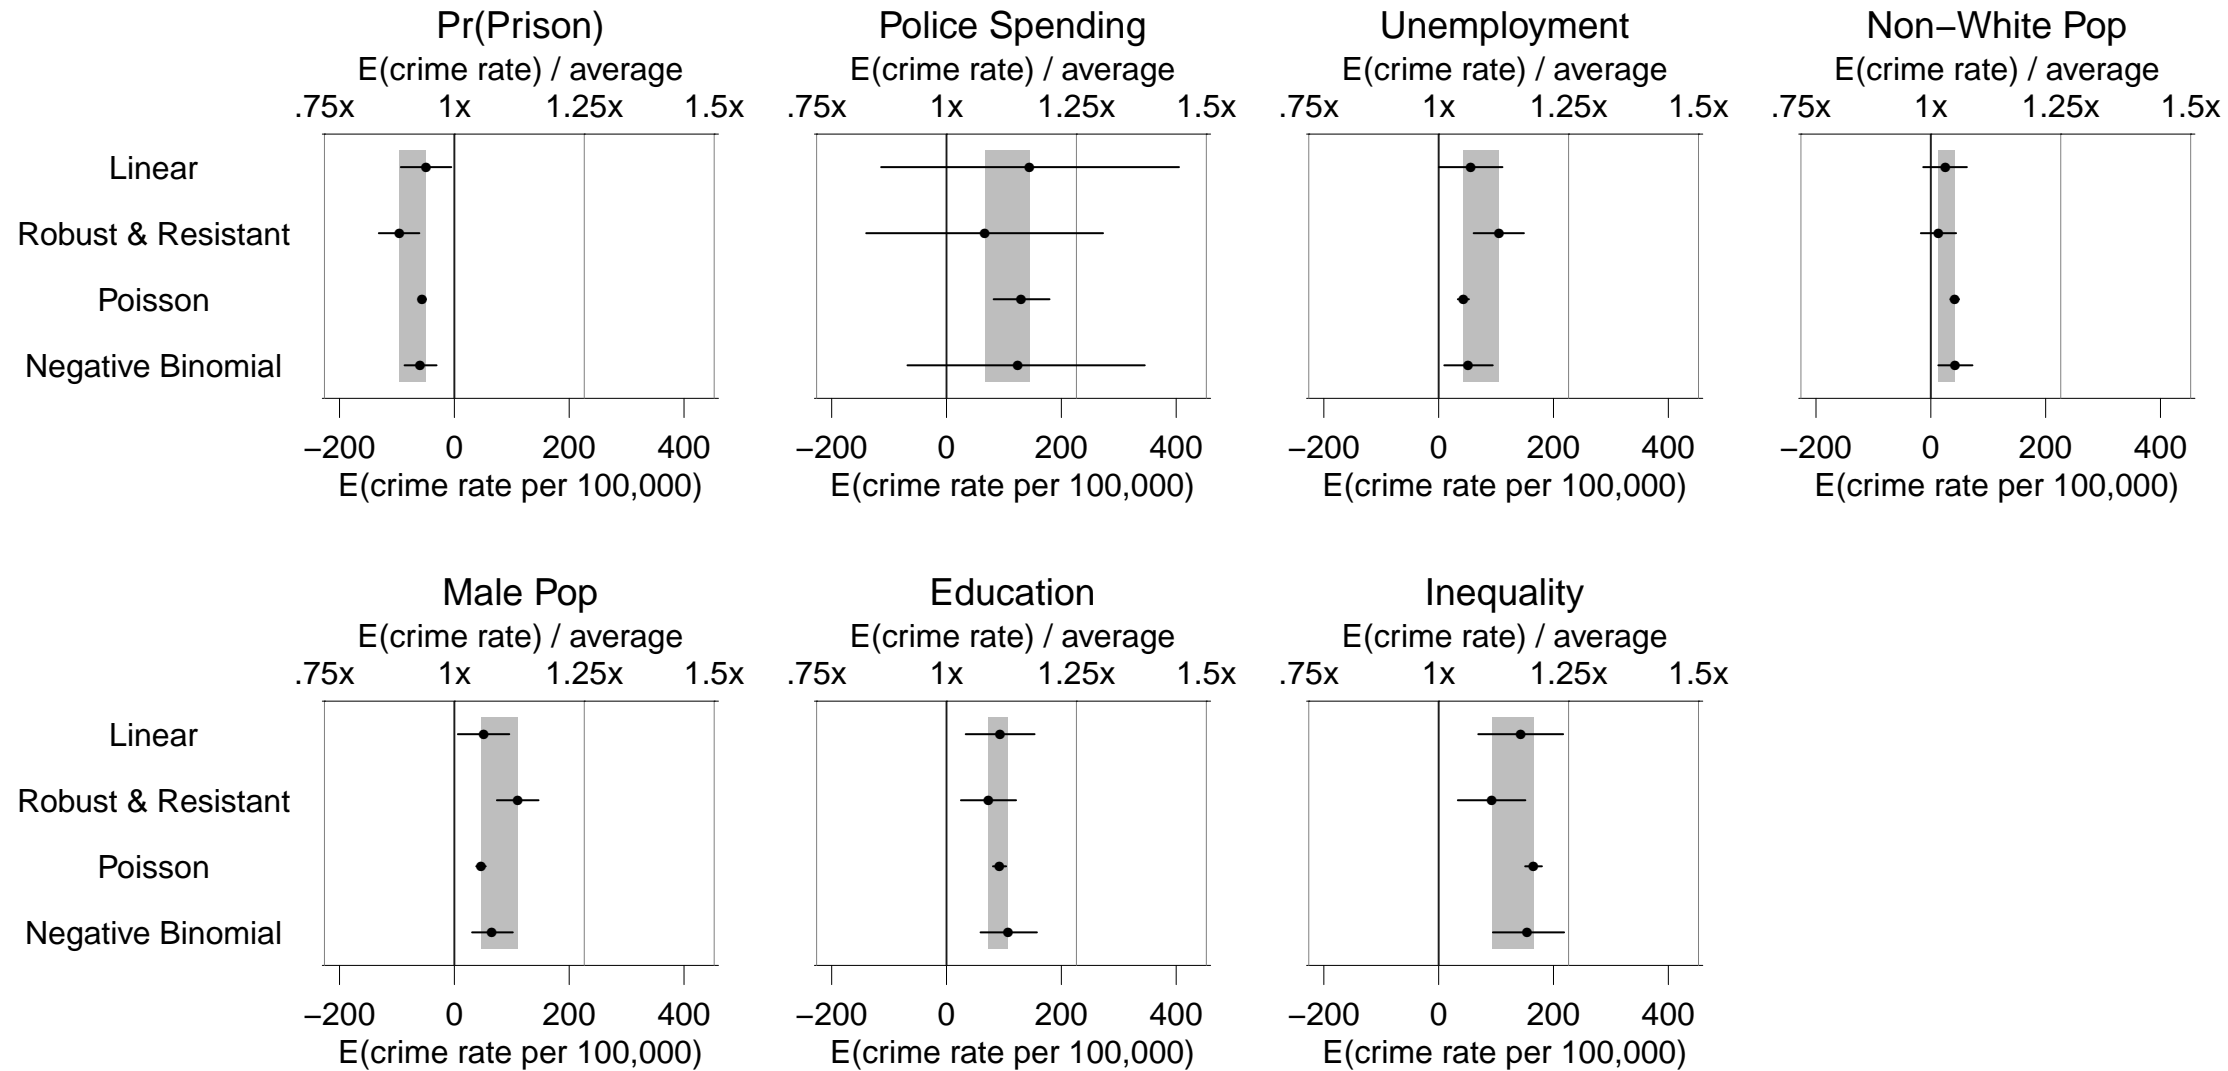 Pr(Prison) Police Spending Unemployment Non−White Pop
E(crime rate) / average E(crime rate) / average E(crime rate) / average E(crime rate) / average
.75x 1x 1.25x 1.5x .75x 1x 1.25x 1.5x .75x 1x 1.25x 1.5x .75x 1x 1.25x 1.5x
Linear
Robust & Resistant
Poisson
Negative Binomial
−200 0 200 400 −200 0 200 400 −200 0 200 400 −200 0 200 400
E(crime rate per 100,000) E(crime rate per 100,000) E(crime rate per 100,000) E(crime rate per 100,000)
Male Pop Education Inequality
E(crime rate) / average E(crime rate) / average E(crime rate) / average
.75x 1x 1.25x 1.5x .75x 1x 1.25x 1.5x .75x 1x 1.25x 1.5x
Linear
Robust & Resistant
Poisson
Negative Binomial
−200 0 200 400 −200 0 200 400 −200 0 200 400
E(crime rate per 100,000) E(crime rate per 100,000) E(crime rate per 100,000)